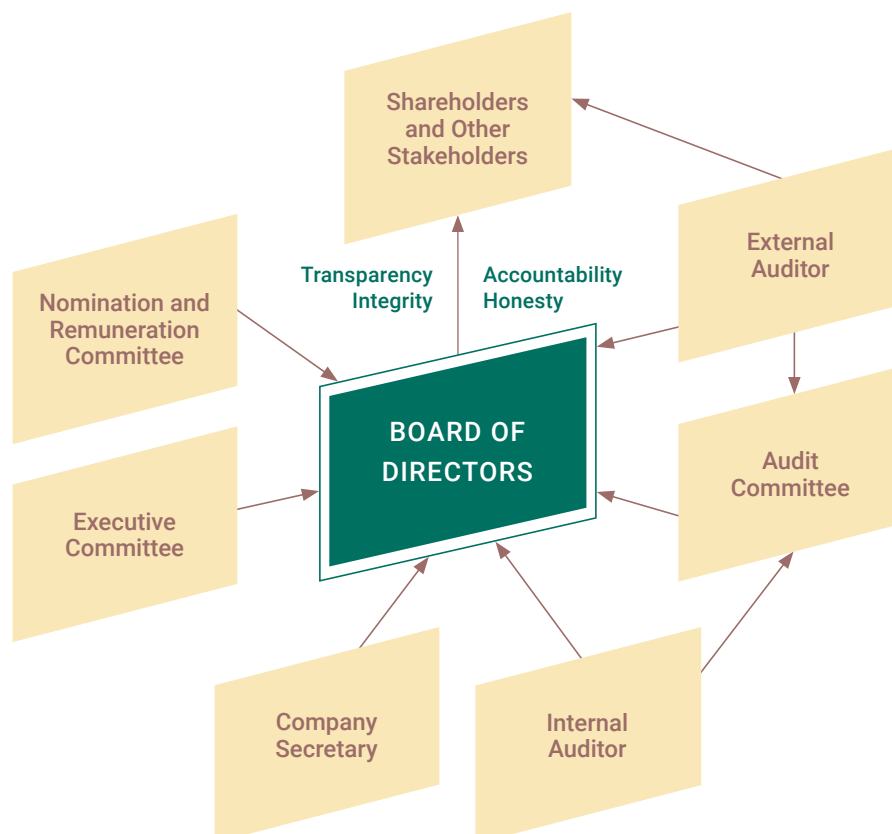 Shareholders
and Other
Stakeholders
External
Auditor
Transparency
Integrity
Accountability
Honesty
Nomination and
Remuneration
Committee
BOARD OF
DIRECTORS
Audit
Committee
Executive
Committee
Company
Secretary
Internal
Auditor